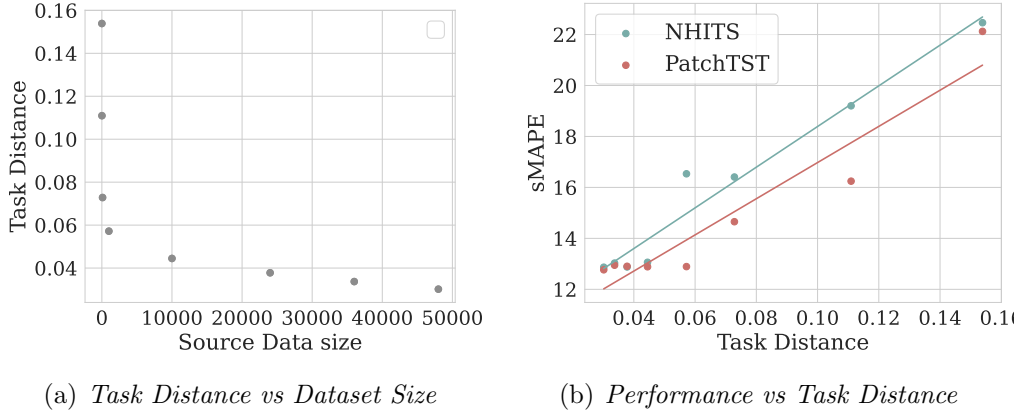 0.16
0.14
0.12
0.10
0.08
0.06
0.04
Task Distance
0 10000 20000 30000 40000 50000
Source Data size
(a) Task Distance vs Dataset Size
NHITS
PatchTST
22
20
18
16
14
12
sMAPE
0.04 0.06 0.08 0.10 0.12 0.14 0.16
Task Distance
(b) Performance vs Task Distance